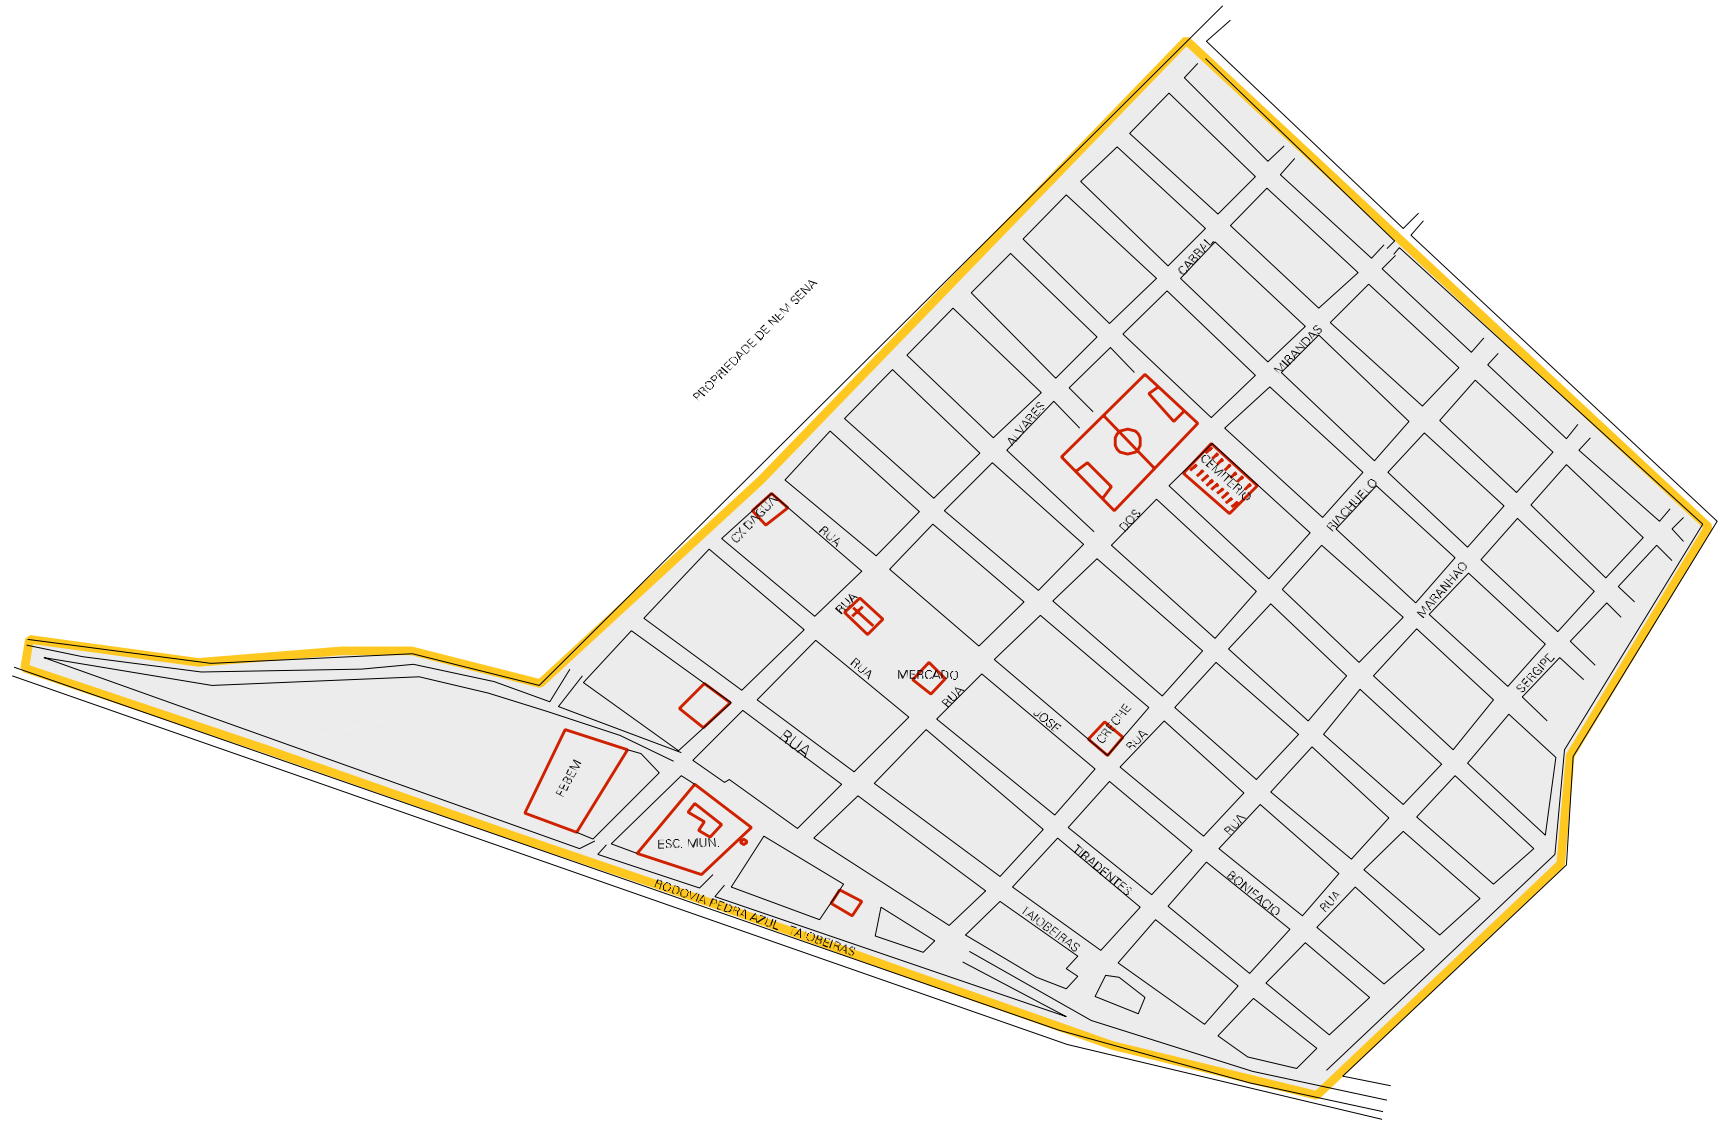 CABRAL
PROPRIEDADE DE NEM SENA
MIRANDAS
ALVARES
CEMITERIO
CX D'AGUA
RUA
DOS
RIACHUELO
MARANHAO
RUA
RUA
MERCADO
RUA
SERGIPE
JOSE
CRECHE
RUA
RUA
FEBEM
ESC. MUN.
RUA
TIRADENTES
BONIFACIO
RUA
RODOVIA PEDRA AZUL - TAIOBEIRAS
TAIOBEIRAS